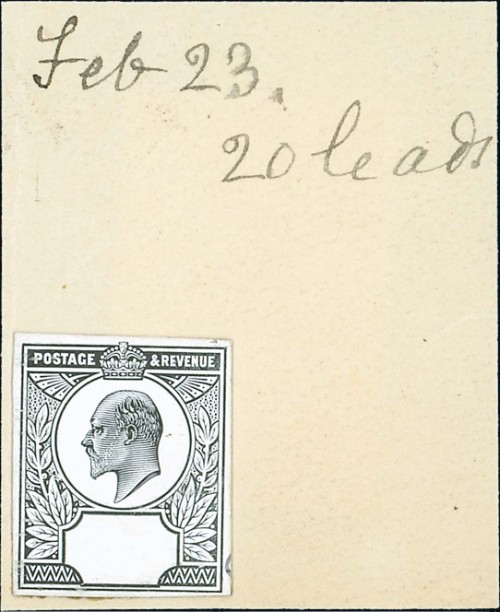 Feb 23.
20 leads
POSTAGE & REVENUE